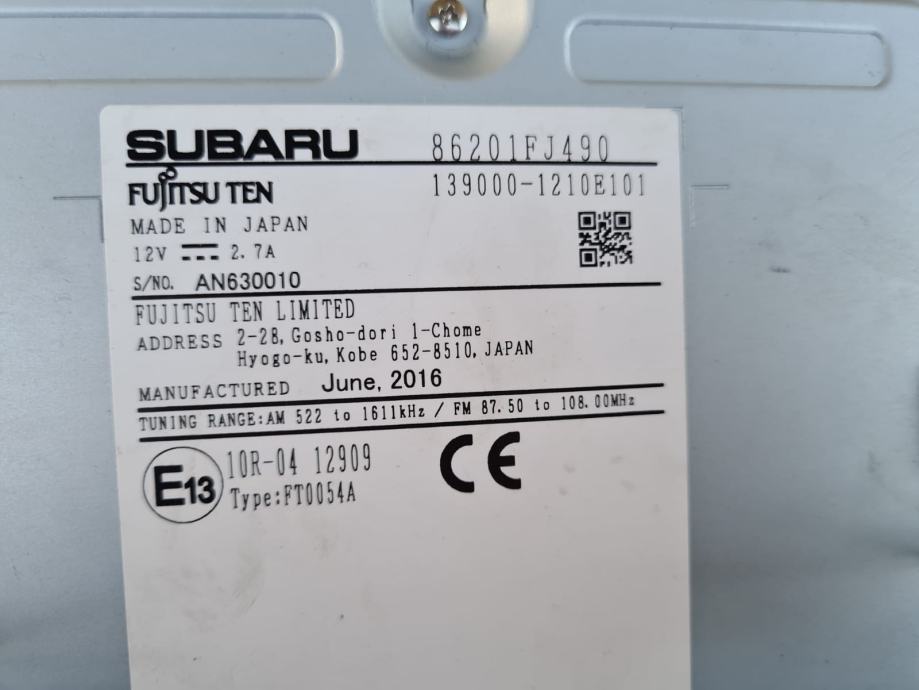 SUBARU 86201FJ490
FUJITSU TEN 139000-1210E101
MADE IN JAPAN
12V 2.7A
S/NO. AN630010
FUJITSU TEN LIMITED
ADDRESS 2-28, Gosho-dori 1-Chome
Hyogo-ku, Kobe 652-8510, JAPAN
MANUFACTURED June, 2016
TUNING RANGE:AM 522 to 1611kHz / FM 87.50 to 108.00MHz
E13 10R-04 12909 CE
Type:FT0054A